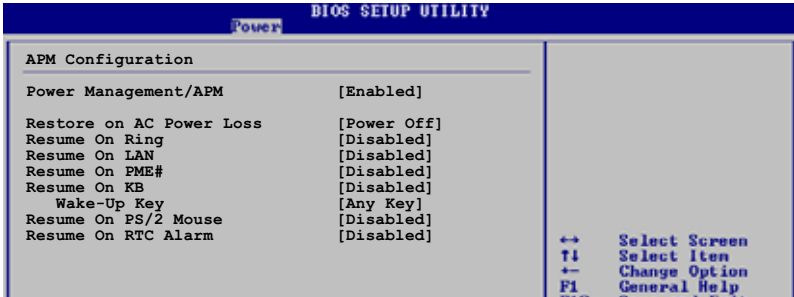 BIOS SETUP UTILITY
Power
APM Configuration
Power Management/APM [Enabled]
Restore on AC Power Loss [Power Off]
Resume On Ring [Disabled]
Resume On LAN [Disabled]
Resume On PME# [Disabled]
Resume On KB [Disabled]
Wake-Up Key [Any Key]
Resume On PS/2 Mouse [Disabled]
Resume On RTC Alarm [Disabled]
↔ Select Screen
↑↓ Select Item
+- Change Option
F1 General Help